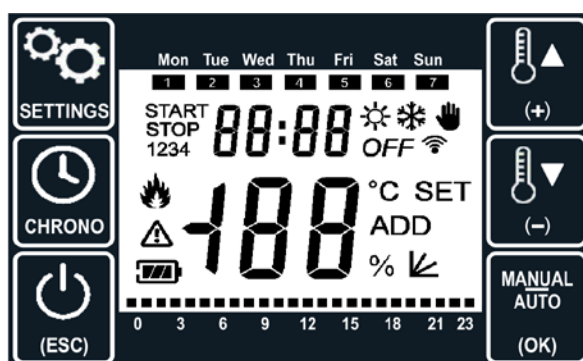 Mon Tue Wed Thu Fri Sat Sun
1 2 3 4 5 6 7
SETTINGS
START
STOP
1234
88:88
OFF
(+)
CHRONO
-188
°C SET
ADD
%
(–)
(ESC)
0 3 6 9 12 15 18 21 23
MANUAL
AUTO
(OK)